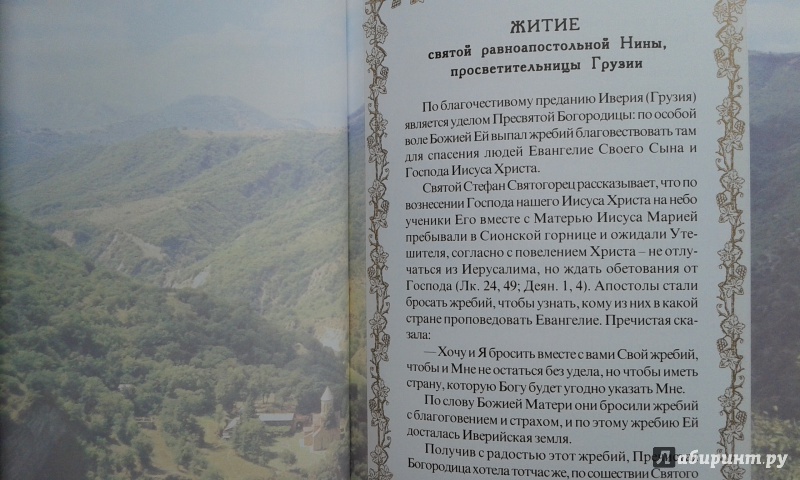 ЖИТИЕ
святой равноапостольной Нины,
просветительницы Грузии
По благочестивому преданию Иверия (Грузия)
является уделом Пресвятой Богородицы: по особой
воле Божией Ей выпал жребий благовествовать там
для спасения людей Евангелие Своего Сына и
Господа Иисуса Христа.
Святой Стефан Святогорец рассказывает, что по
вознесении Господа нашего Иисуса Христа на небо
ученики Его вместе с Матерью Иисуса Марией
пребывали в Сионской горнице и ожидали Уте-
шителя, согласно с повелением Христа – не отлу-
чаться из Иерусалима, но ждать обетования от
Господа (Лк. 24, 49; Деян. 1, 4). Апостолы стали
бросать жребий, чтобы узнать, кому из них в какой
стране проповедовать Евангелие. Пречистая ска-
зала:
— Хочу и Я бросить вместе с вами Свой жребий,
чтобы и Мне не остаться без удела, но чтобы иметь
страну, которую Богу будет угодно указать Мне.
По слову Божией Матери они бросили жребий
с благоговением и страхом, и по этому жребию Ей
досталась Иверийская земля.
Получив с радостью этот жребий, Пречистая
Богородица хотела тотчас же, по сошествии Святого
Лабиринт.ру